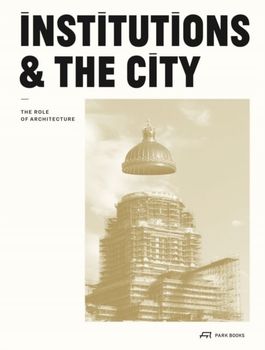 INSTITUTIONS
& THE CITY
THE ROLE
OF ARCHITECTURE
PARK BOOKS